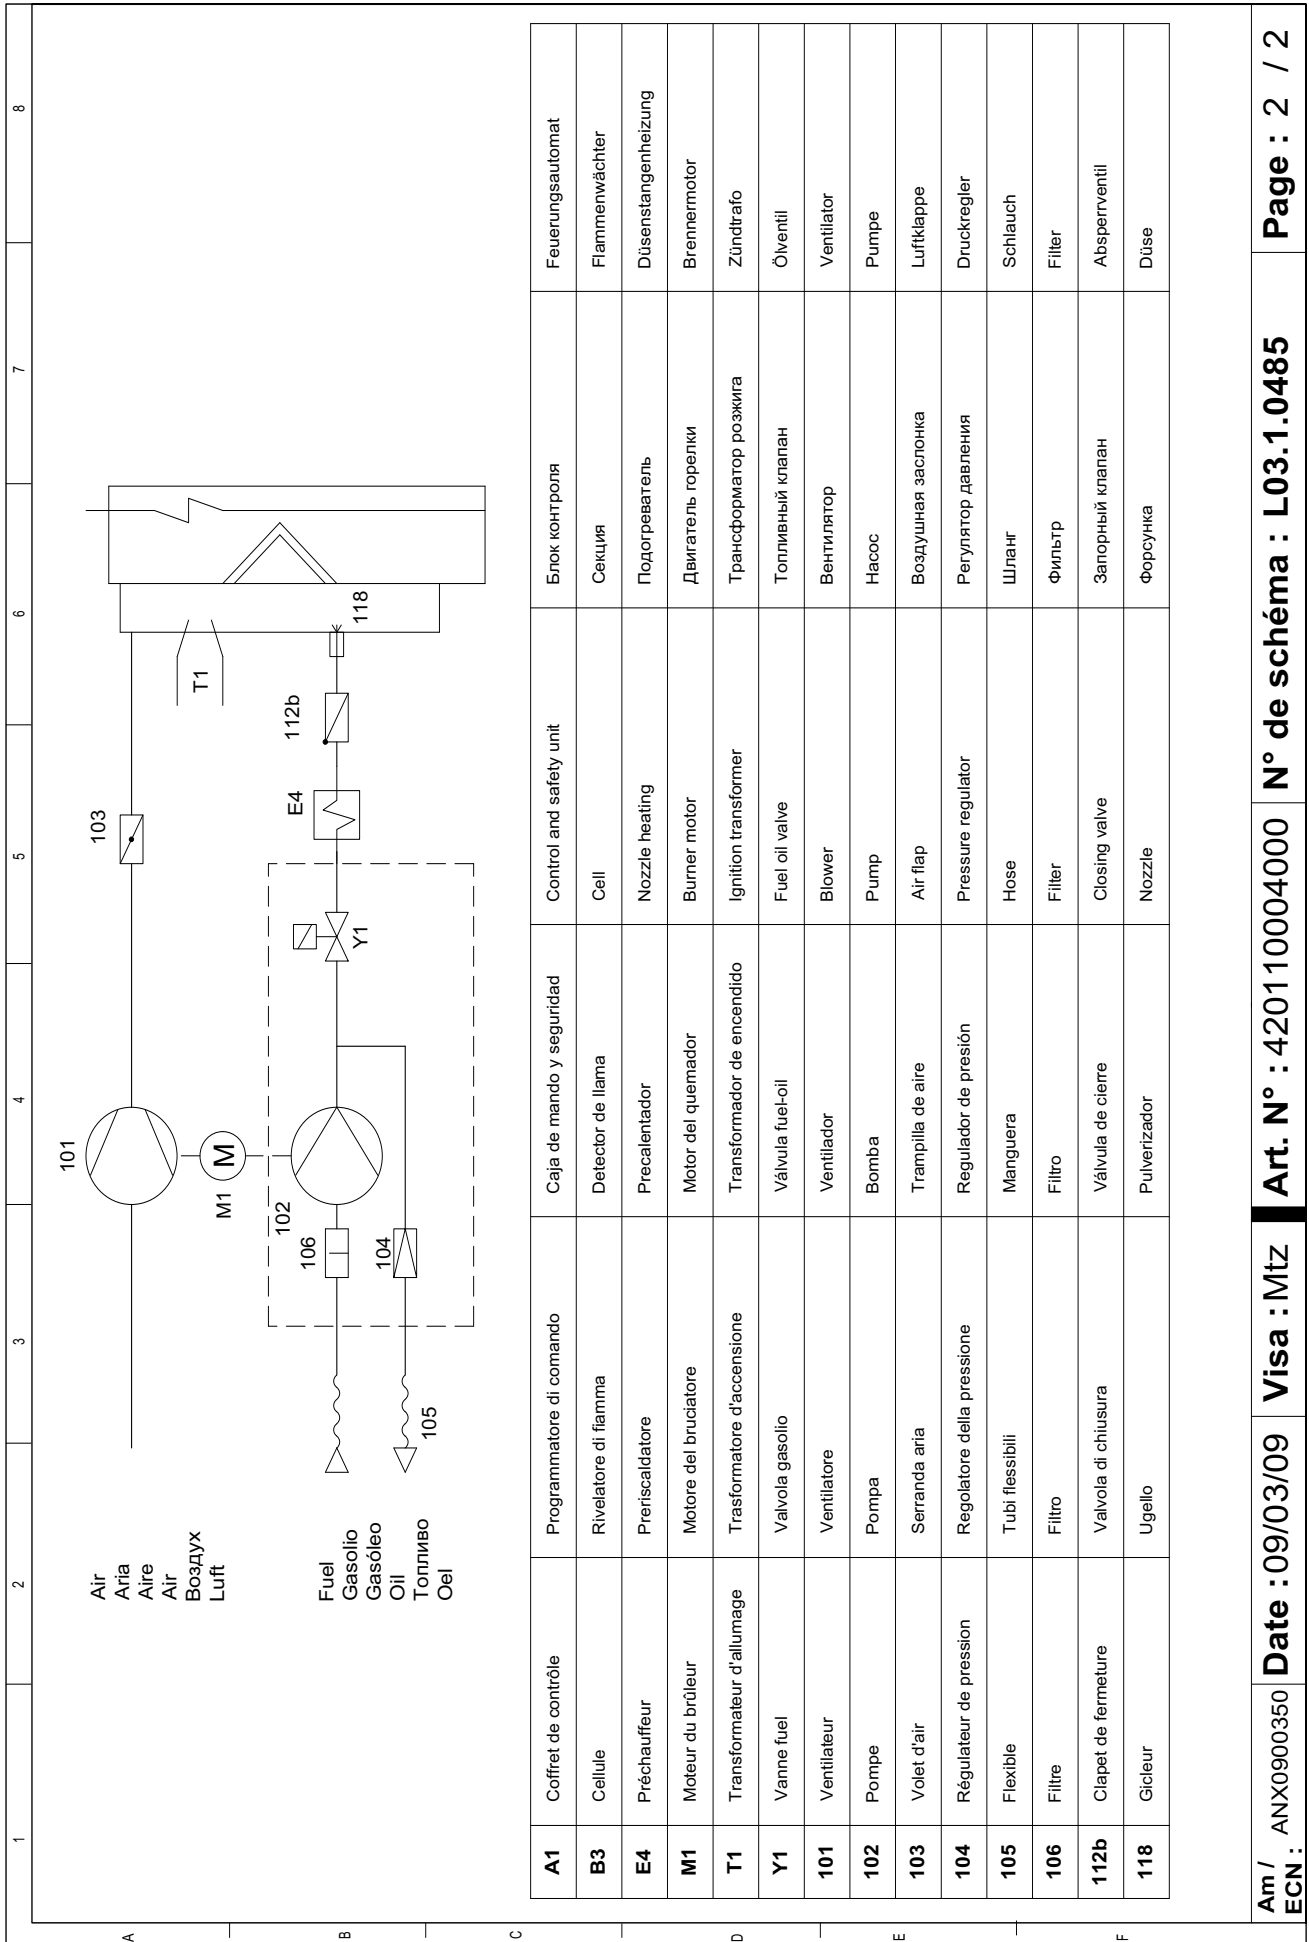 1 2 3 4 5 6 7 8
A
B
C
D
E
F
Air
Aria
Aire
Air
Воздух
Luft
Fuel
Gasolio
Gasóleo
Oil
Топливо
Oel
101
103
M1
M
T1
102
106
104
105
Y1
E4
112b
118
A1 Coffret de contrôle Programmatore di comando Caja de mando y seguridad Control and safety unit Блок контроля Feuerungsautomat
B3 Cellule Rivelatore di fiamma Detector de llama Cell Секция Flammenwächter
E4 Préchauffeur Preriscaldatore Precalentador Nozzle heating Подогреватель Düsenstangenheizung
M1 Moteur du brûleur Motore del bruciatore Motor del quemador Burner motor Двигатель горелки Brennermotor
T1 Transformateur d'allumage Trasformatore d'accensione Transformador de encendido Ignition transformer Трансформатор розжига Zündtrafo
Y1 Vanne fuel Valvola gasolio Válvula fuel-oil Fuel oil valve Топливный клапан Ölventil
101 Ventilateur Ventilatore Ventilador Blower Вентилятор Ventilator
102 Pompe Pompa Bomba Pump Насос Pumpe
103 Volet d'air Serranda aria Trampilla de aire Air flap Воздушная заслонка Luftklappe
104 Régulateur de pression Regolatore della pressione Regulador de presión Pressure regulator Регулятор давления Druckregler
105 Flexible Tubi flessibili Manguera Hose Шланг Schlauch
106 Filtre Filtro Filtro Filter Фильтр Filter
112b Clapet de fermeture Valvola di chiusura Válvula de cierre Closing valve Запорный клапан Absperrventil
118 Gicleur Ugello Pulverizador Nozzle Форсунка Düse
Am /
ECN : ANX0900350 Date : 09/03/09 Visa : Mtz Art. N° : 420110004000 N° de schéma : L03.1.0485 Page : 2 / 2